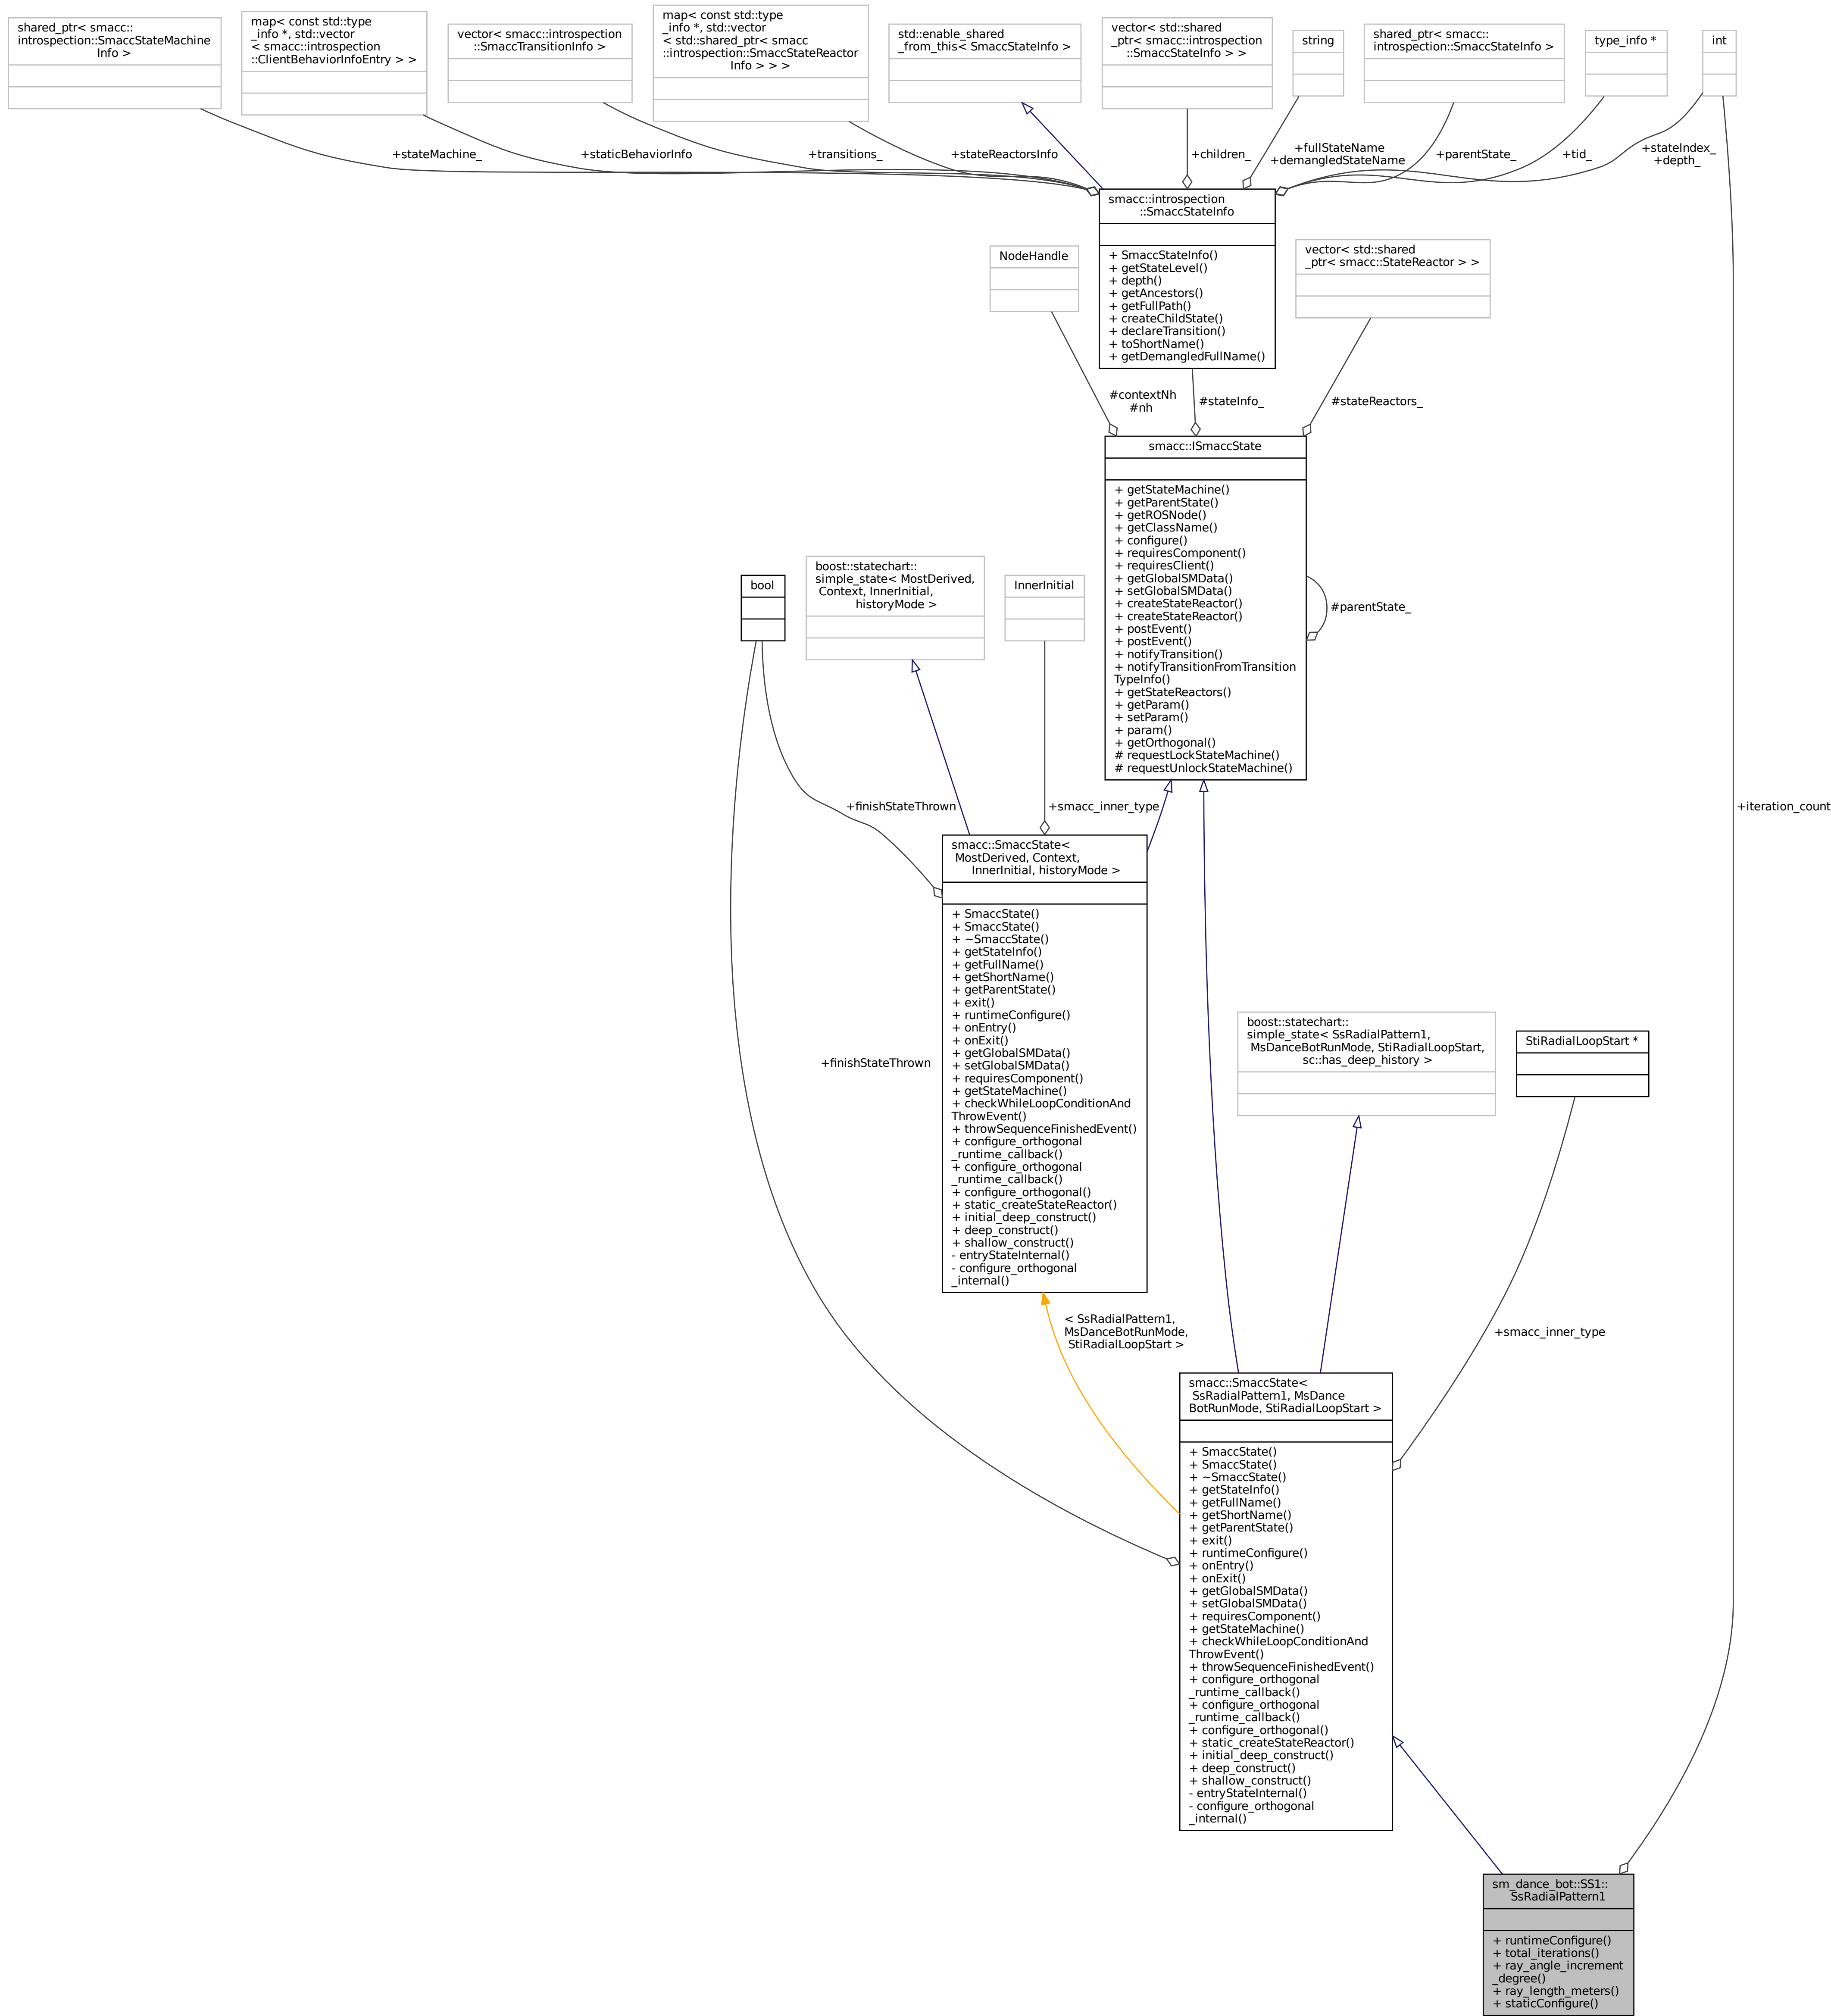 shared_ptr< smacc::
introspection::SmaccStateMachine
Info >
map< const std::type
_info *, std::vector
< smacc::introspection
::ClientBehaviorInfoEntry > >
vector< smacc::introspection
::SmaccTransitionInfo >
map< const std::type
_info *, std::vector
< std::shared_ptr< smacc
::introspection::SmaccStateReactor
Info > > >
std::enable_shared
_from_this< SmaccStateInfo >
vector< std::shared
_ptr< smacc::introspection
::SmaccStateInfo > >
string
shared_ptr< smacc::
introspection::SmaccStateInfo >
type_info *
int
+stateMachine_
+staticBehaviorInfo
+transitions_
+stateReactorsInfo
+children_
+fullStateName
+demangledStateName
+parentState_
+tid_
+stateIndex_
+depth_
smacc::introspection
::SmaccStateInfo
+ SmaccStateInfo()
+ getStateLevel()
+ depth()
+ getAncestors()
+ getFullPath()
+ createChildState()
+ declareTransition()
+ toShortName()
+ getDemangledFullName()
NodeHandle
vector< std::shared
_ptr< smacc::StateReactor > >
#contextNh
#nh
#stateInfo_
#stateReactors_
smacc::ISmaccState
+ getStateMachine()
+ getParentState()
+ getROSNode()
+ getClassName()
+ configure()
+ requiresComponent()
+ requiresClient()
+ getGlobalSMData()
+ setGlobalSMData()
+ createStateReactor()
+ createStateReactor()
+ postEvent()
+ postEvent()
+ notifyTransition()
+ notifyTransitionFromTransition
TypeInfo()
+ getStateReactors()
+ getParam()
+ setParam()
+ param()
+ getOrthogonal()
# requestLockStateMachine()
# requestUnlockStateMachine()
#parentState_
bool
boost::statechart::
simple_state< MostDerived,
Context, InnerInitial,
historyMode >
InnerInitial
+finishStateThrown
+smacc_inner_type
+iteration_count
smacc::SmaccState<
MostDerived, Context,
InnerInitial, historyMode >
+ SmaccState()
+ SmaccState()
+ ~SmaccState()
+ getStateInfo()
+ getFullName()
+ getShortName()
+ getParentState()
+ exit()
+ runtimeConfigure()
+ onEntry()
+ onExit()
+ getGlobalSMData()
+ setGlobalSMData()
+ requiresComponent()
+ getStateMachine()
+ checkWhileLoopConditionAnd
ThrowEvent()
+ throwSequenceFinishedEvent()
+ configure_orthogonal
_runtime_callback()
+ configure_orthogonal
_runtime_callback()
+ configure_orthogonal()
+ static_createStateReactor()
+ initial_deep_construct()
+ deep_construct()
+ shallow_construct()
- entryStateInternal()
- configure_orthogonal
_internal()
+finishStateThrown
boost::statechart::
simple_state< SsRadialPattern1,
MsDanceBotRunMode, StiRadialLoopStart,
sc::has_deep_history >
StiRadialLoopStart *
< SsRadialPattern1,
MsDanceBotRunMode,
StiRadialLoopStart >
+smacc_inner_type
smacc::SmaccState<
SsRadialPattern1, MsDance
BotRunMode, StiRadialLoopStart >
+ SmaccState()
+ SmaccState()
+ ~SmaccState()
+ getStateInfo()
+ getFullName()
+ getShortName()
+ getParentState()
+ exit()
+ runtimeConfigure()
+ onEntry()
+ onExit()
+ getGlobalSMData()
+ setGlobalSMData()
+ requiresComponent()
+ getStateMachine()
+ checkWhileLoopConditionAnd
ThrowEvent()
+ throwSequenceFinishedEvent()
+ configure_orthogonal
_runtime_callback()
+ configure_orthogonal
_runtime_callback()
+ configure_orthogonal()
+ static_createStateReactor()
+ initial_deep_construct()
+ deep_construct()
+ shallow_construct()
- entryStateInternal()
- configure_orthogonal
_internal()
sm_dance_bot::SS1::
SsRadialPattern1
+ runtimeConfigure()
+ total_iterations()
+ ray_angle_increment
_degree()
+ ray_length_meters()
+ staticConfigure()